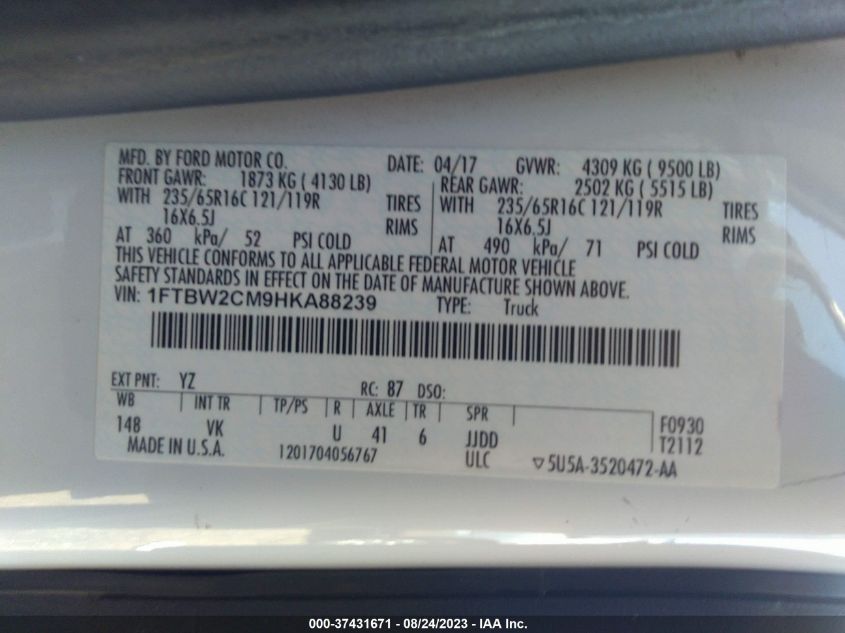 MFD. BY FORD MOTOR CO. DATE: 04/17 GVWR: 4309 KG ( 9500 LB)
FRONT GAWR: 1873 KG ( 4130 LB) REAR GAWR: 2502 KG ( 5515 LB)
WITH 235/65R16C 121/119R TIRES WITH 235/65R16C 121/119R TIRES
16X6.5J RIMS 16X6.5J RIMS
AT 360 kPa/ 52 PSI COLD AT 490 kPa/ 71 PSI COLD
THIS VEHICLE CONFORMS TO ALL APPLICABLE FEDERAL MOTOR VEHICLE
SAFETY STANDARDS IN EFFECT ON THE DATE OF MANUFACTURE SHOWN ABOVE.
VIN: 1FTBW2CM9HKA88239 TYPE: Truck
EXT PNT: YZ RC: 87 DSO:
WB INT TR TP/PS R AXLE TR SPR
148 VK U 41 6 JJDD F0930
ULC T2112
MADE IN U.S.A. 1201704056767 ▽5U5A-3520472-AA
000-37431671 — 08/24/2023 — IAA Inc.